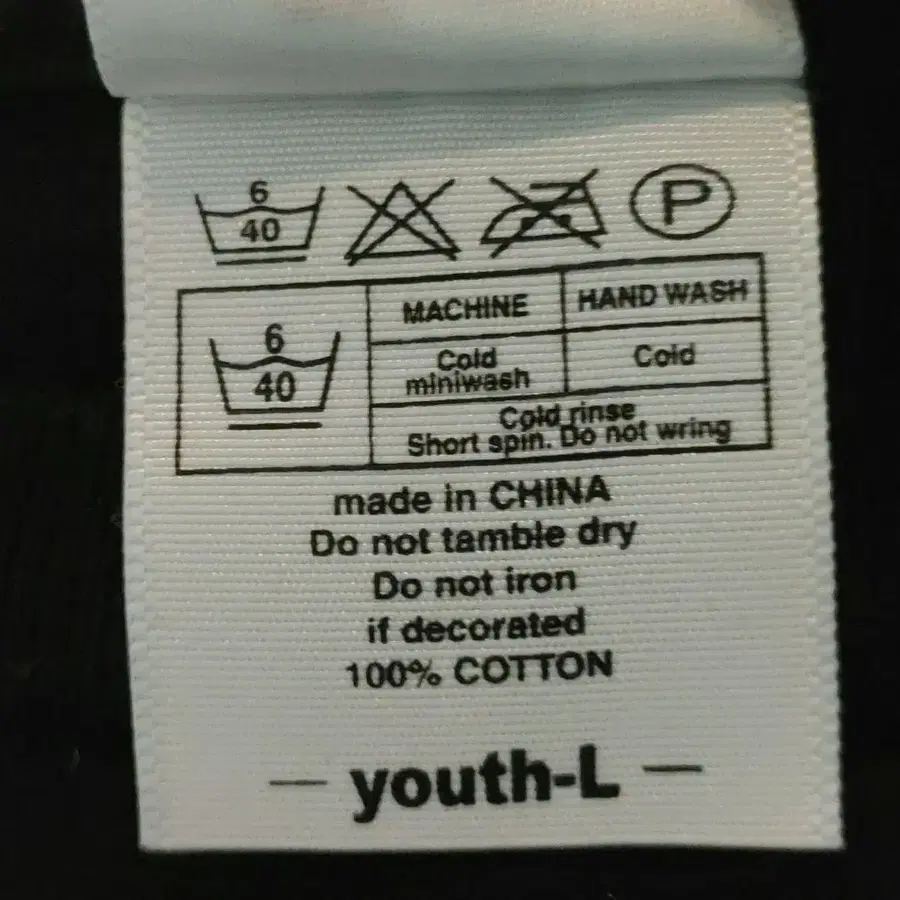 6
40
P
6
40
MACHINE
HAND WASH
Cold
miniwash
Cold
Cold rinse
Short spin. Do not wring
made in CHINA
Do not tamble dry
Do not iron
if decorated
100% COTTON
— youth-L —